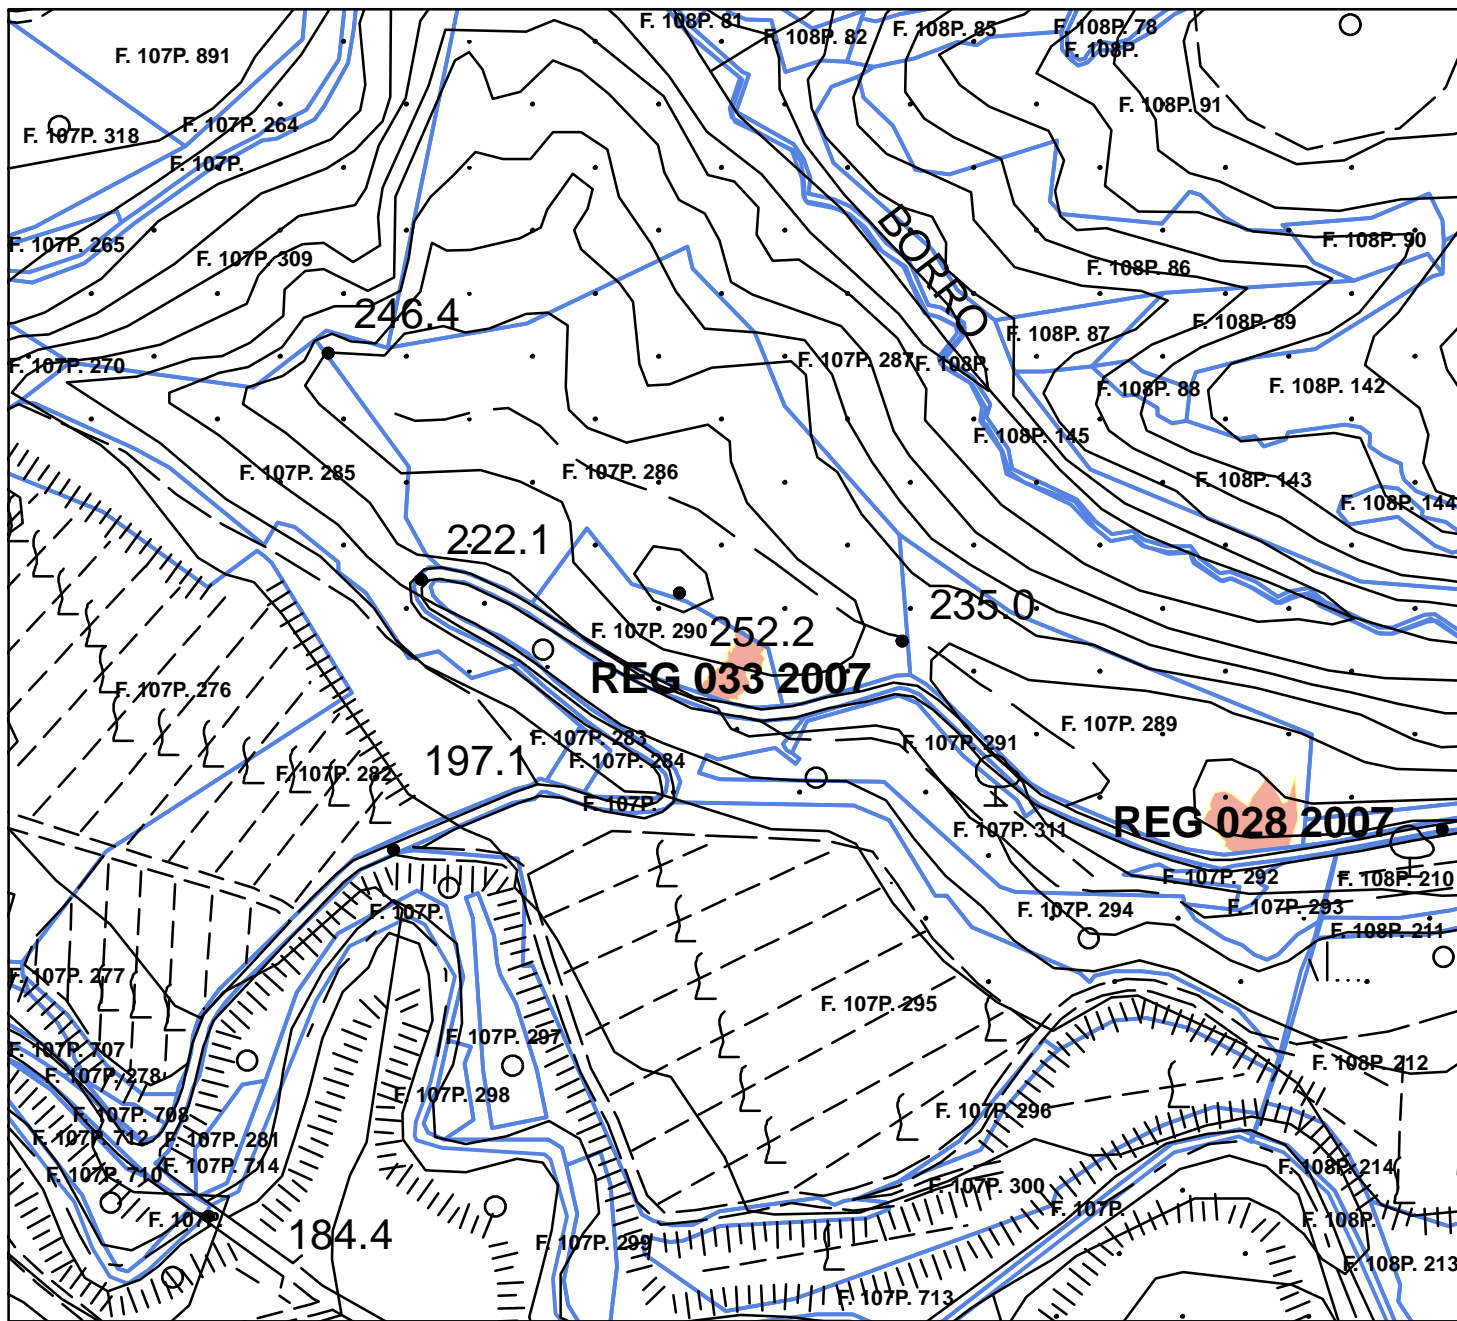 F. 108P. 81
F. 108P. 82
F. 108P. 85
F. 108P. 78
F. 108P.
F. 107P. 891
F. 108P. 91
F. 107P. 318
F. 107P. 264
F. 107P.
F. 107P. 265
F. 107P. 309
BORRO
F. 108P. 90
F. 108P. 86
246.4
F. 108P. 87
F. 108P. 89
F. 107P. 270
F. 107P. 287
F. 108P.
F. 108P. 88
F. 108P. 142
F. 108P. 145
F. 107P. 285
F. 107P. 286
F. 108P. 143
F. 108P. 144
222.1
235.0
F. 107P. 290
252.2
REG 033 2007
F. 107P. 276
F. 107P. 289
F. 107P. 283
F. 107P. 291
197.1
F. 107P. 284
F. 107P. 282
F. 107P.
F. 107P. 311
REG 028 2007
F. 107P. 292
F. 108P. 210
F. 107P.
F. 107P. 294
F. 107P. 293
F. 108P. 211
F. 107P. 277
F. 107P. 295
F. 107P. 297
F. 107P. 707
F. 108P. 212
F. 107P. 278
F. 107P. 298
F. 107P. 708
F. 107P. 296
F. 107P. 712
F. 107P. 281
F. 107P. 714
F. 108P. 214
F. 107P. 710
F. 107P. 300
F. 107P.
F. 107P.
F. 108P.
184.4
F. 107P. 299
F. 108P. 213
F. 107P. 713